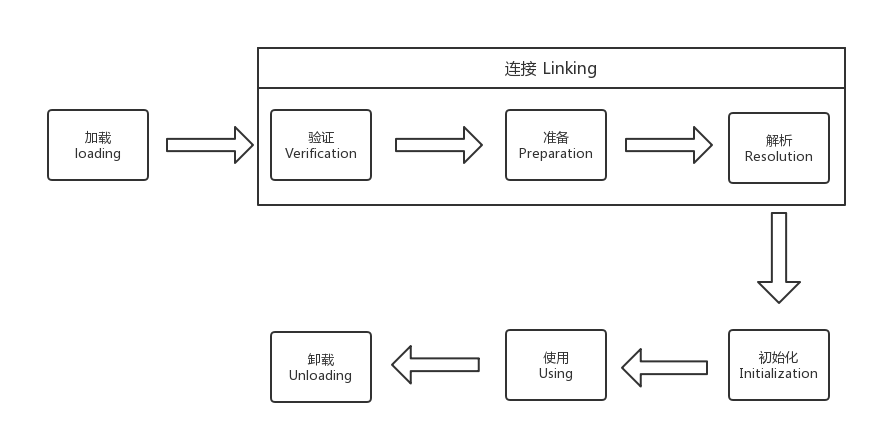 连接 Linking
加载
loading
验证
Verification
准备
Preparation
解析
Resolution
初始化
Initialization
使用
Using
卸载
Unloading